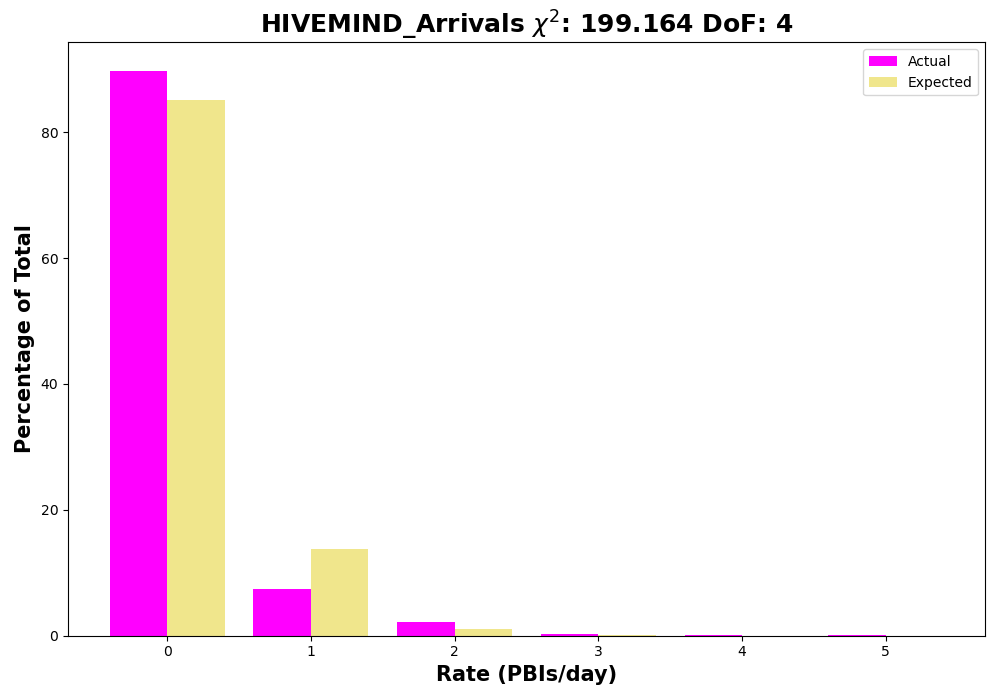 HIVEMIND_Arrivals χ²: 199.164 DoF: 4
Actual
Expected
Percentage of Total
80
60
40
20
0
0 1 2 3 4 5
Rate (PBIs/day)